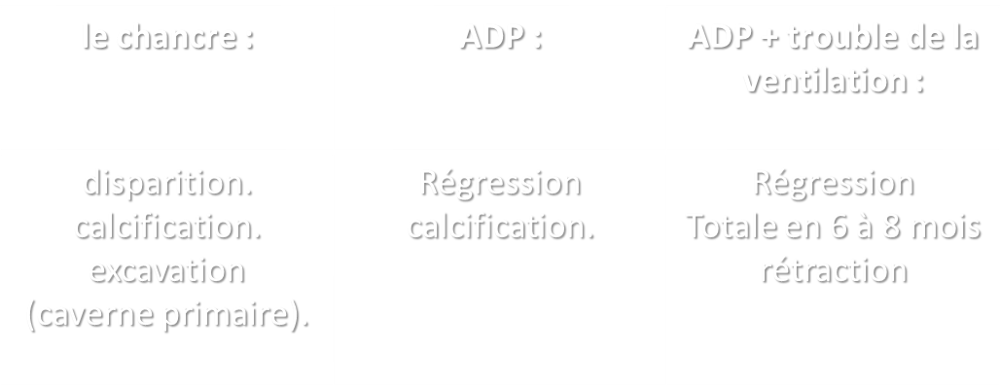 le chancre :
disparition.
calcification.
excavation
(caverne primaire).
ADP :
Régression
calcification.
ADP + trouble de la
ventilation :
Régression
Totale en 6 à 8 mois
rétraction